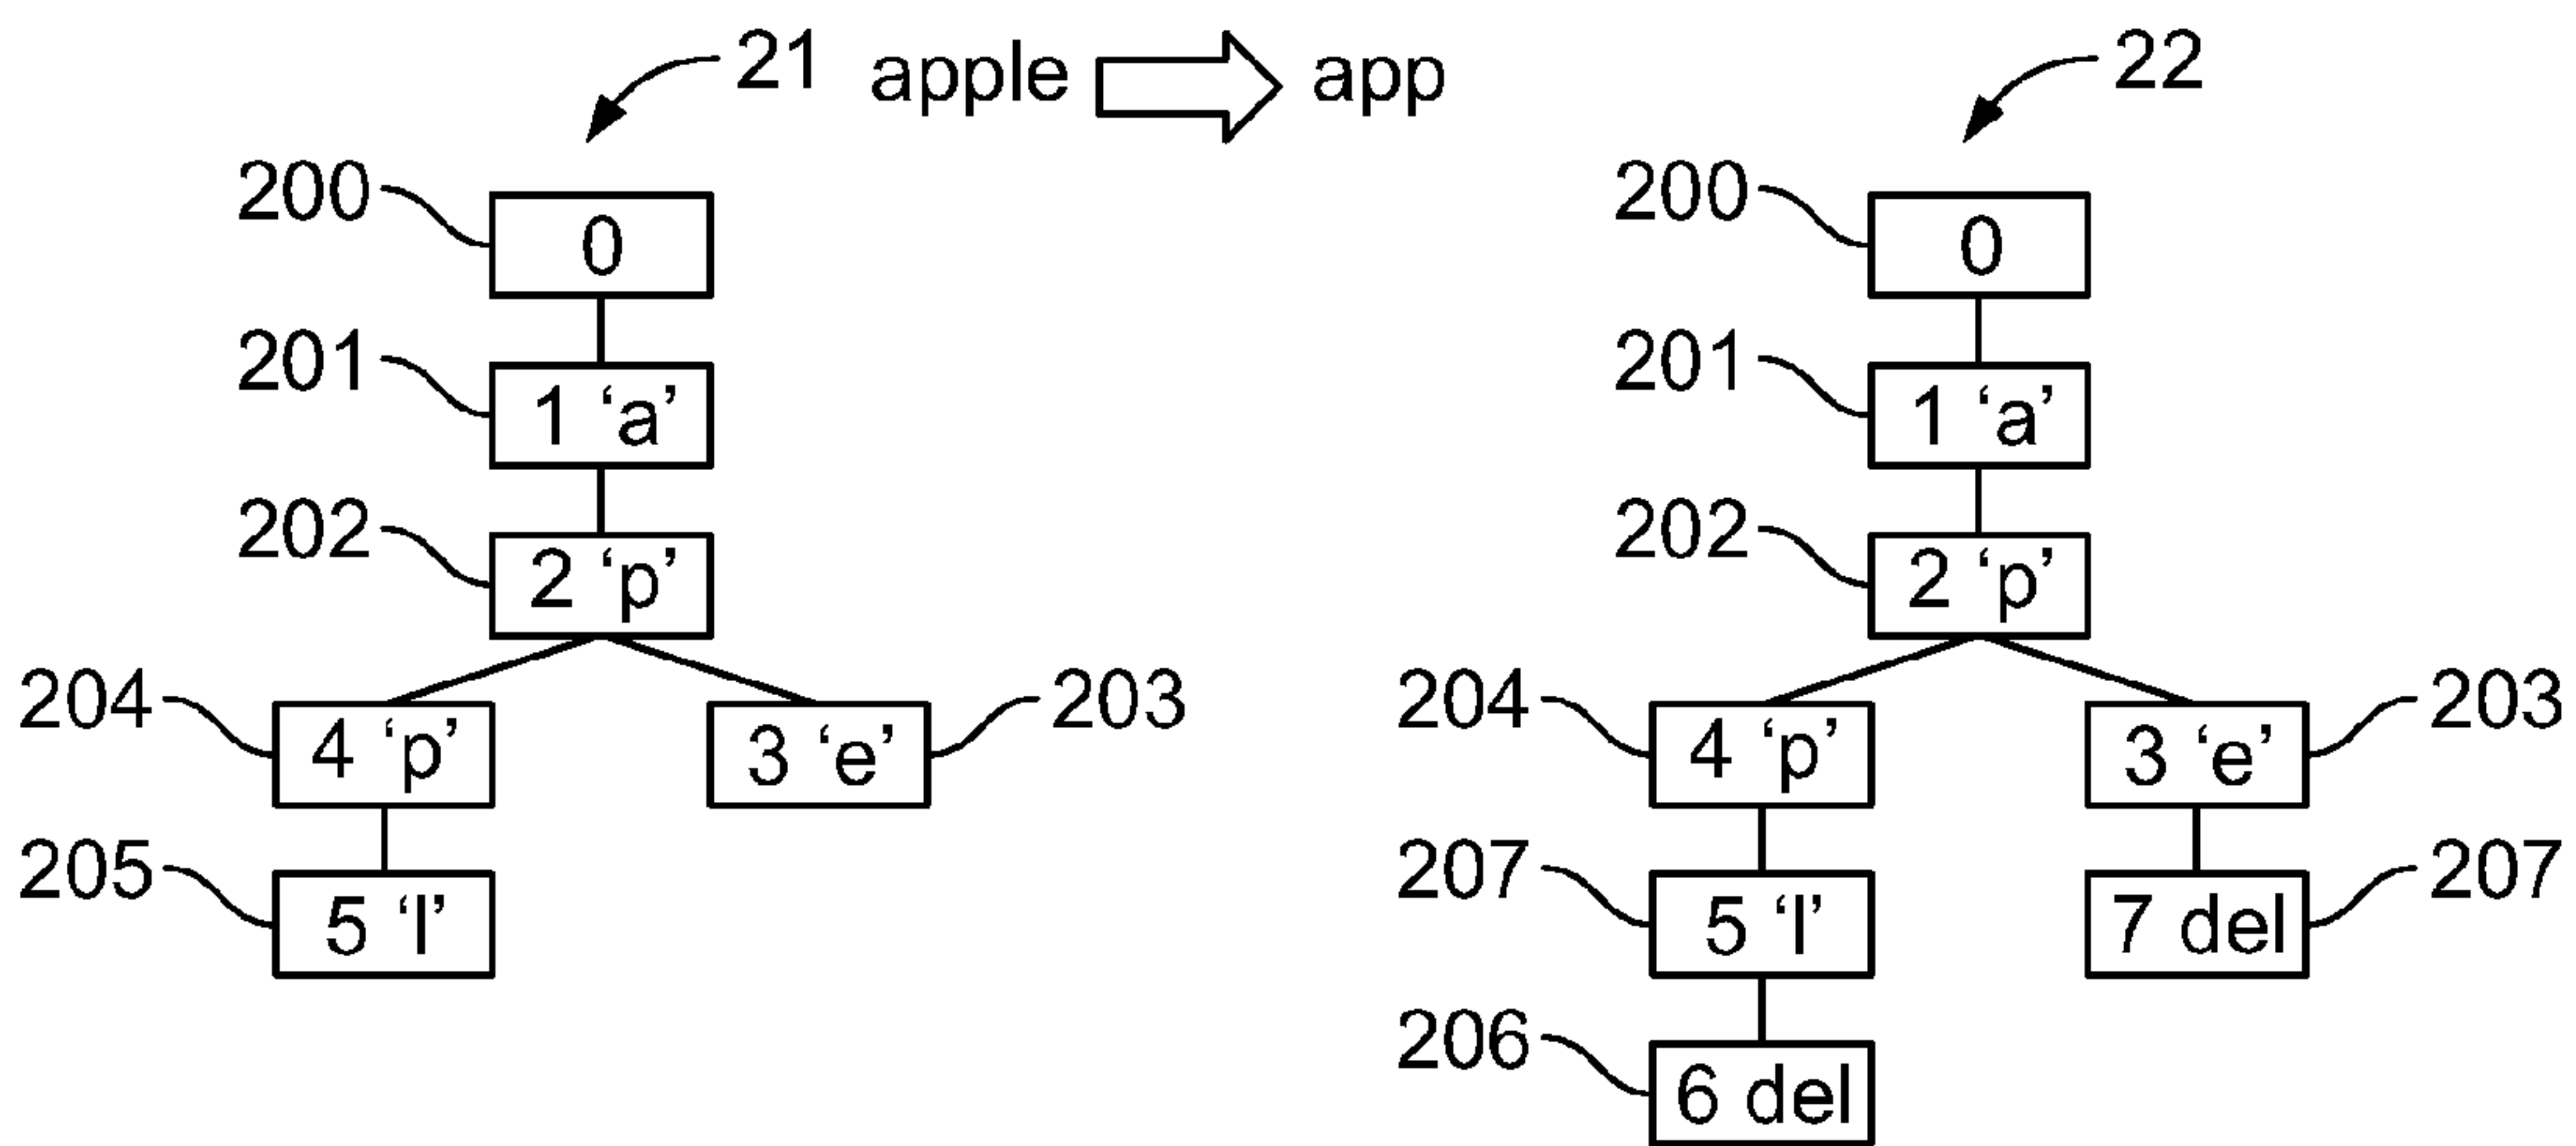 21 apple app 22
200 0 200 0
201 1 ‘a’ 201 1 ‘a’
202 2 ‘p’ 202 2 ‘p’
204 4 ‘p’ 3 ‘e’ 203 204 4 ‘p’ 3 ‘e’ 203
205 5 ‘l’ 207 5 ‘l’ 7 del 207
206 6 del